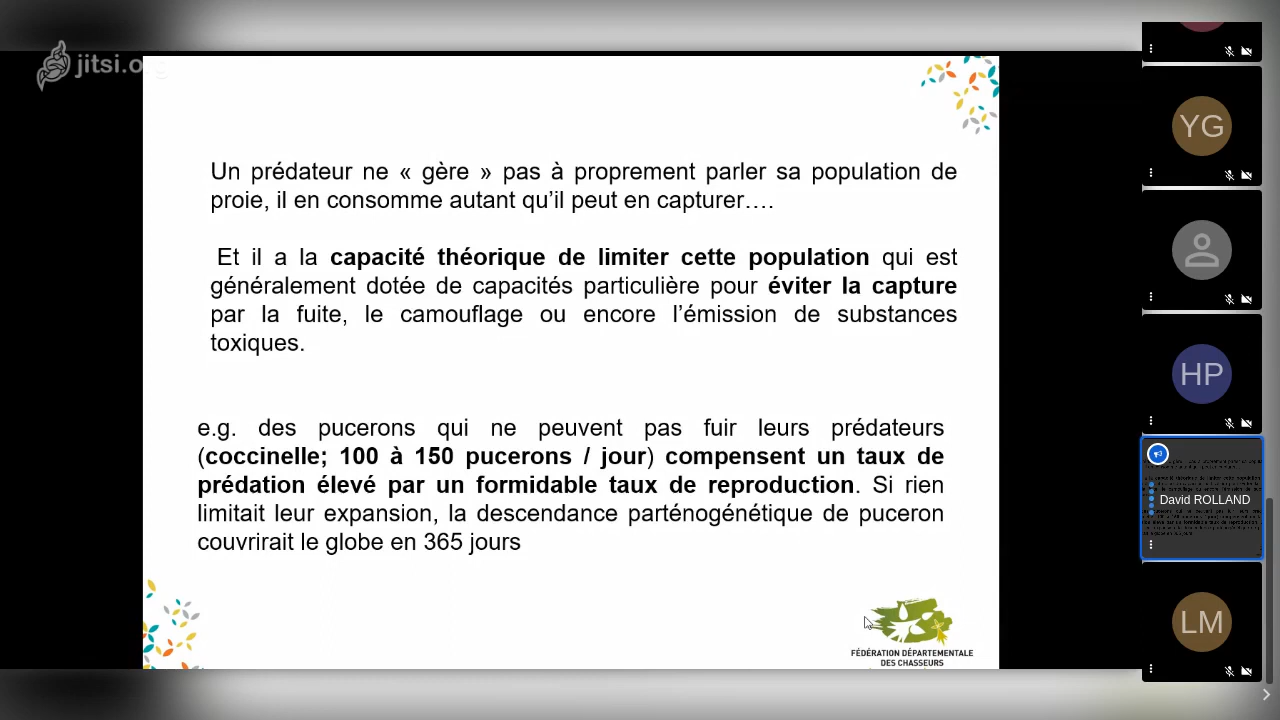 jitsi.org
Un prédateur ne « gère » pas à proprement parler sa population de
proie, il en consomme autant qu’il peut en capturer….
Et il a la capacité théorique de limiter cette population qui est
généralement dotée de capacités particulière pour éviter la capture
par la fuite, le camouflage ou encore l’émission de substances
toxiques.
e.g. des pucerons qui ne peuvent pas fuir leurs prédateurs
(coccinelle; 100 à 150 pucerons / jour) compensent un taux de
prédation élevé par un formidable taux de reproduction. Si rien
limitait leur expansion, la descendance parténogénétique de puceron
couvrirait le globe en 365 jours
FÉDÉRATION DÉPARTEMENTALE
DES CHASSEURS
YG
HP
David ROLLAND
LM